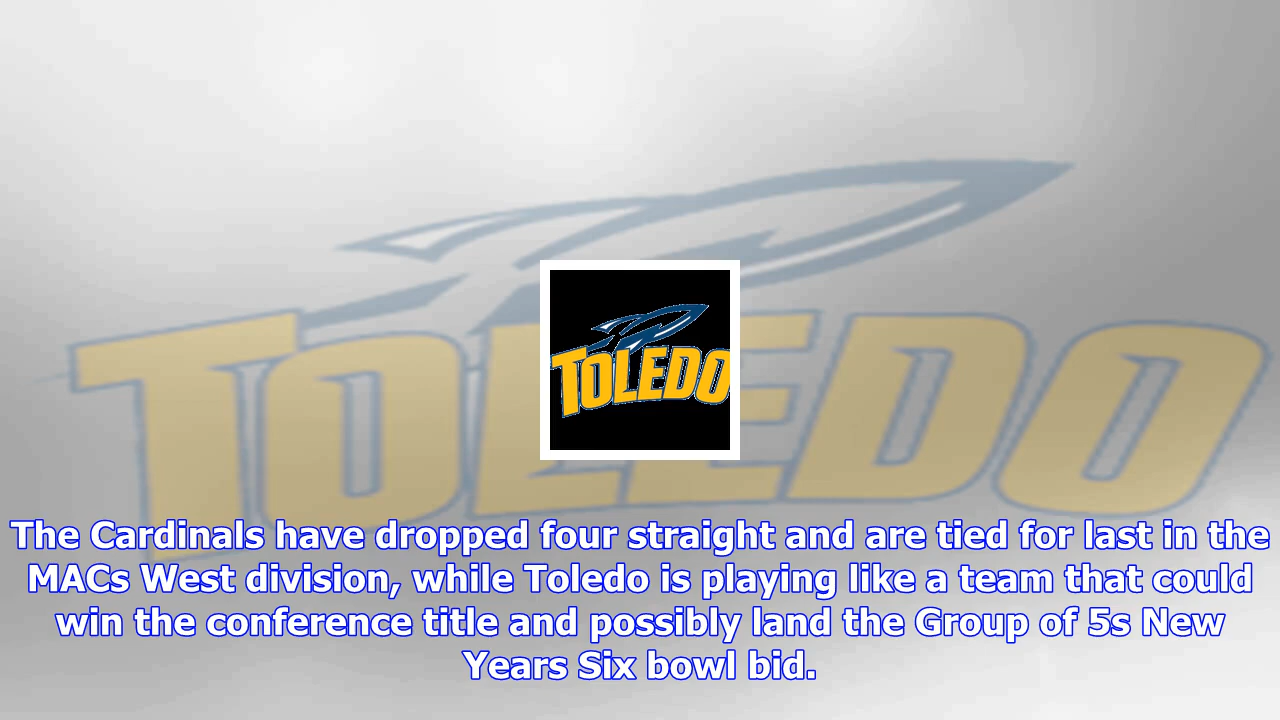 TOLEDO
TOLEDO
The Cardinals have dropped four straight and are tied for last in the
MACs West division, while Toledo is playing like a team that could
win the conference title and possibly land the Group of 5s New
Years Six bowl bid.